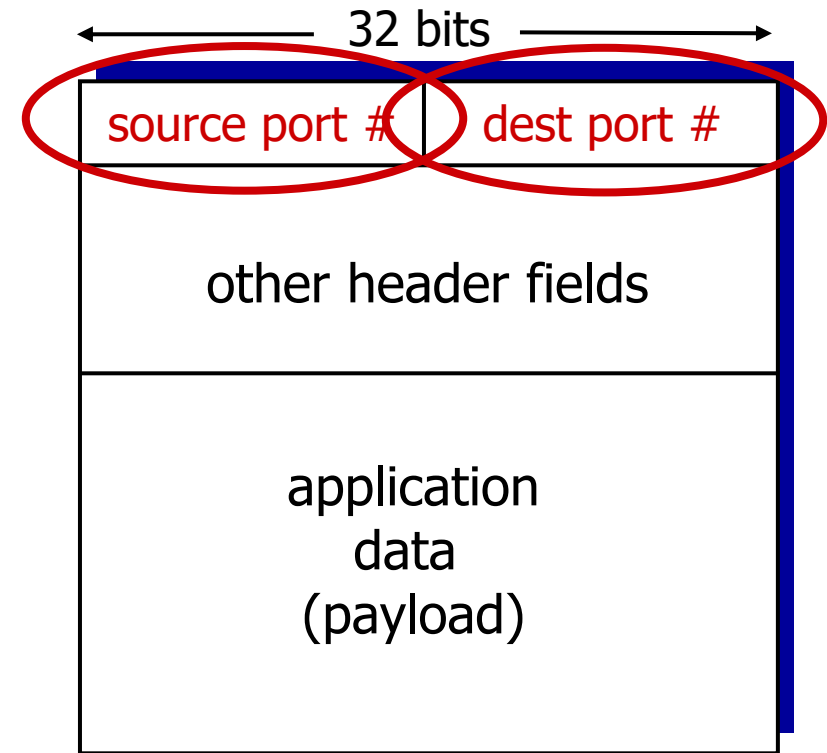 32 bits
source port #
dest port #
other header fields
application
data
(payload)